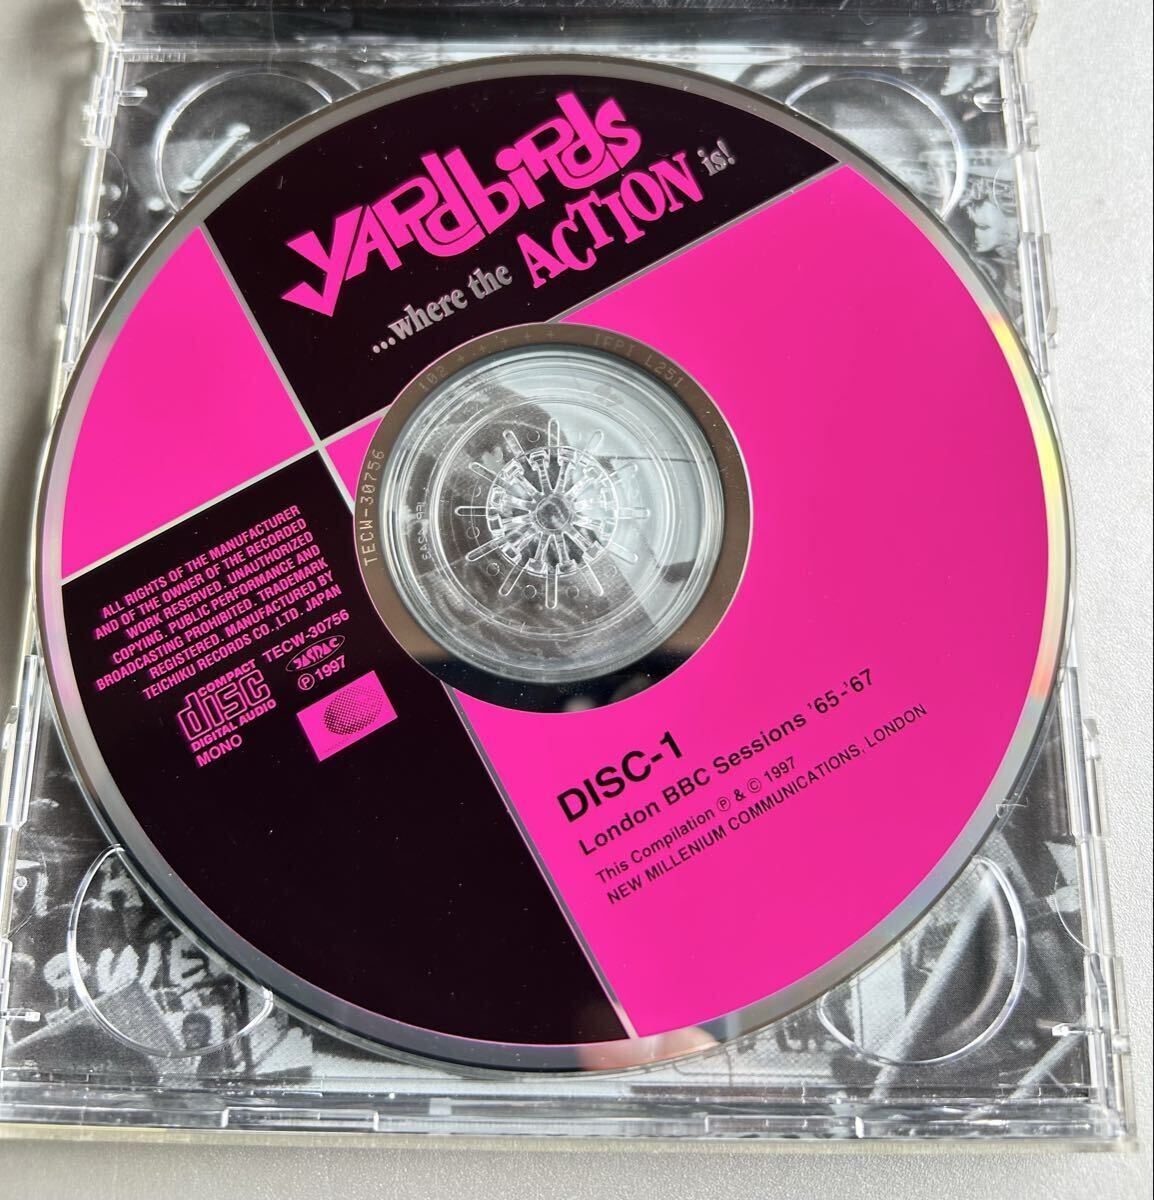 YARDBIRDS
...where the ACTION is!
102 + + + + +
IFPI L251
TECW-30756
ALL RIGHTS OF THE MANUFACTURER
AND OF THE OWNER OF THE RECORDED
WORK RESERVED. UNAUTHORIZED
COPYING, PUBLIC PERFORMANCE AND
BROADCASTING PROHIBITED. TRADEMARK
REGISTERED. MANUFACTURED BY
TEICHIKU RECORDS CO., LTD. JAPAN
COMPACT
disc
DIGITAL AUDIO
MONO
TECW-30756
JASRAC
Ⓟ1997
DISC-1
London BBC Sessions '65-'67
This Compilation Ⓟ & © 1997
NEW MILLENIUM COMMUNICATIONS, LONDON